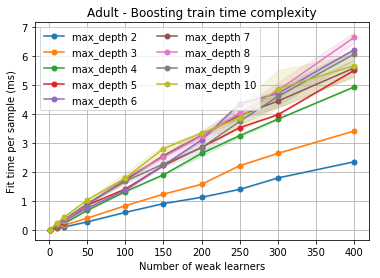 Adult - Boosting train time complexity
Fit time per sample (ms)
7
6
5
4
3
2
1
0
max_depth 2
max_depth 3
max_depth 4
max_depth 5
max_depth 6
max_depth 7
max_depth 8
max_depth 9
max_depth 10
0 50 100 150 200 250 300 350 400
Number of weak learners